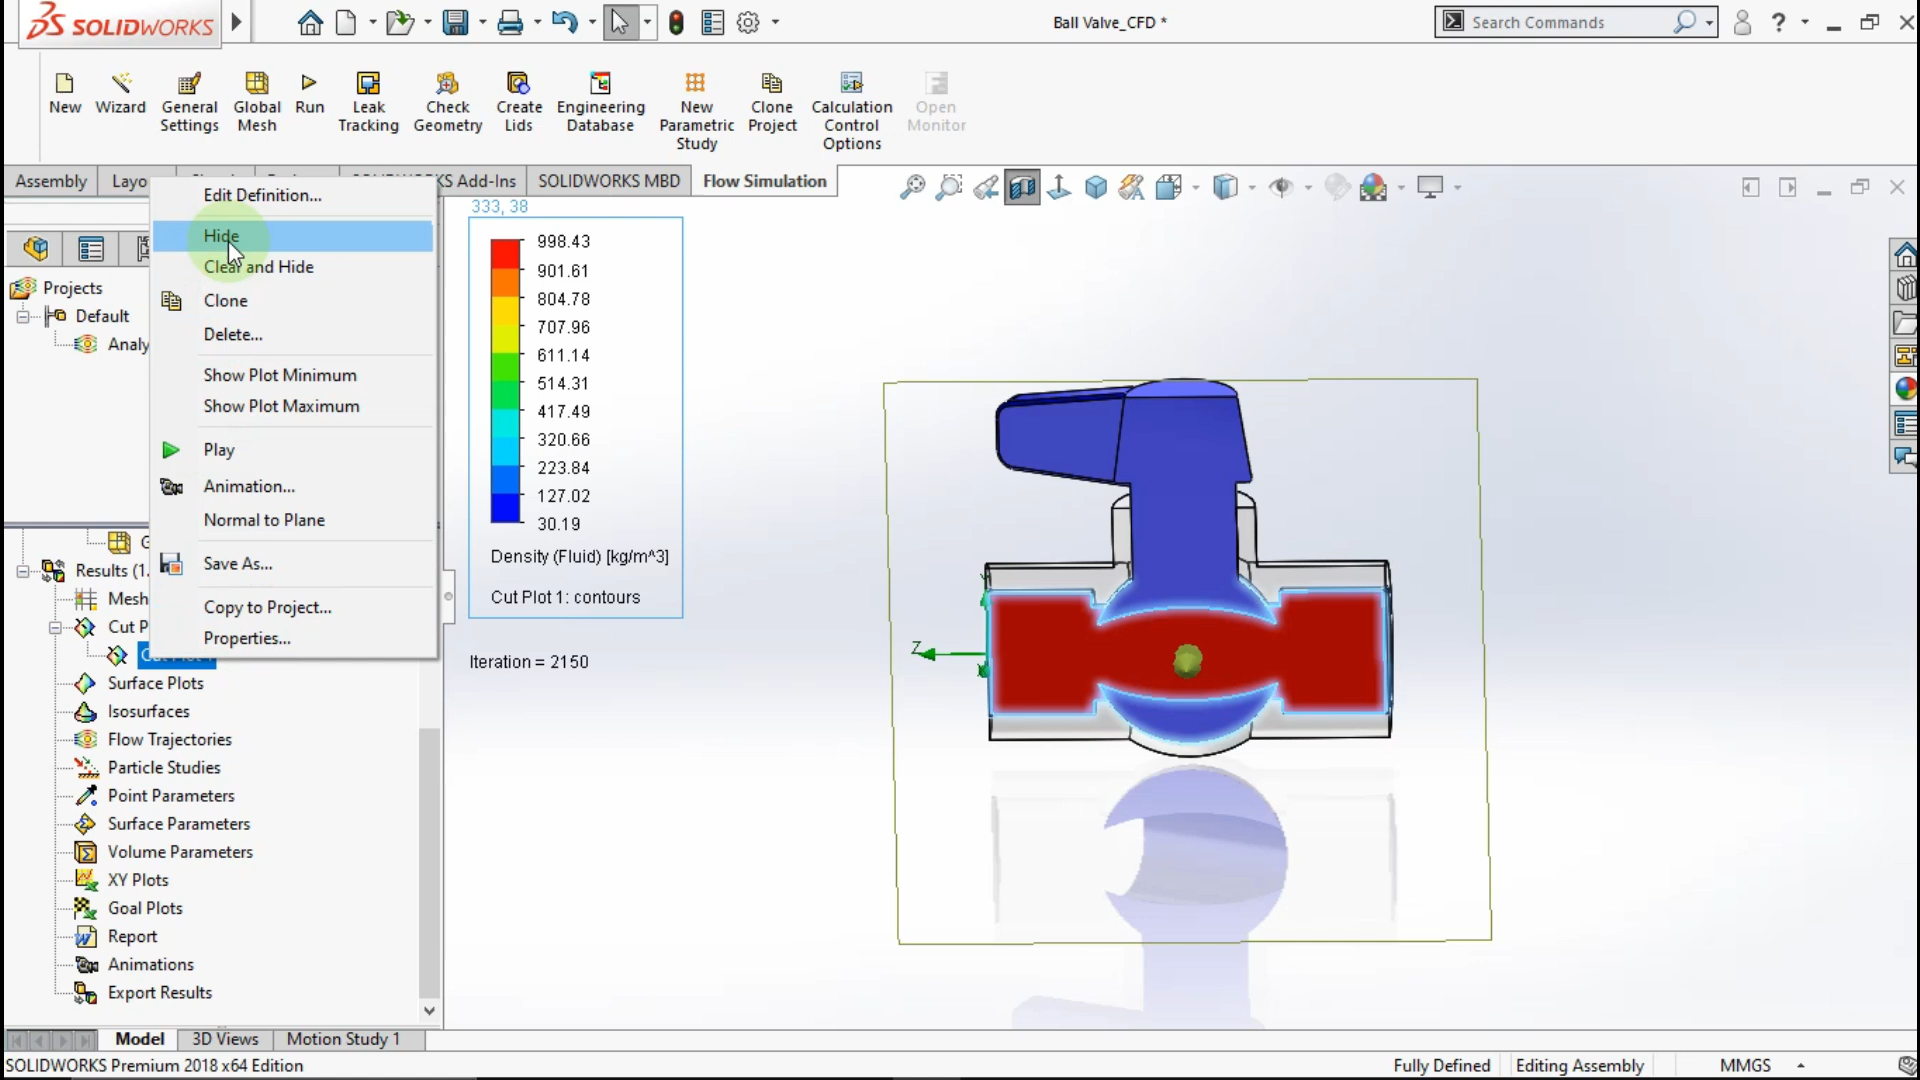 SOLIDWORKS
Ball Valve_CFD *
Search Commands
New
Wizard
General Settings
Global Mesh
Run
Leak Tracking
Check Geometry
Create Lids
Engineering Database
New Parametric Study
Clone Project
Calculation Control Options
Open Monitor
Assembly
Layo
KS Add-Ins
SOLIDWORKS MBD
Flow Simulation
Edit Definition...
Hide
Clear and Hide
Clone
Delete...
Show Plot Minimum
Show Plot Maximum
Play
Animation...
Normal to Plane
Save As...
Copy to Project...
Properties...
Projects
Default
Analy
Results (1.
Mesh
Cut P
Surface Plots
Isosurfaces
Flow Trajectories
Particle Studies
Point Parameters
Surface Parameters
Volume Parameters
XY Plots
Goal Plots
Report
Animations
Export Results
333, 38
998.43
901.61
804.78
707.96
611.14
514.31
417.49
320.66
223.84
127.02
30.19
Density (Fluid) [kg/m^3]
Cut Plot 1: contours
Iteration = 2150
Z
Model
3D Views
Motion Study 1
SOLIDWORKS Premium 2018 x64 Edition
Fully Defined
Editing Assembly
MMGS